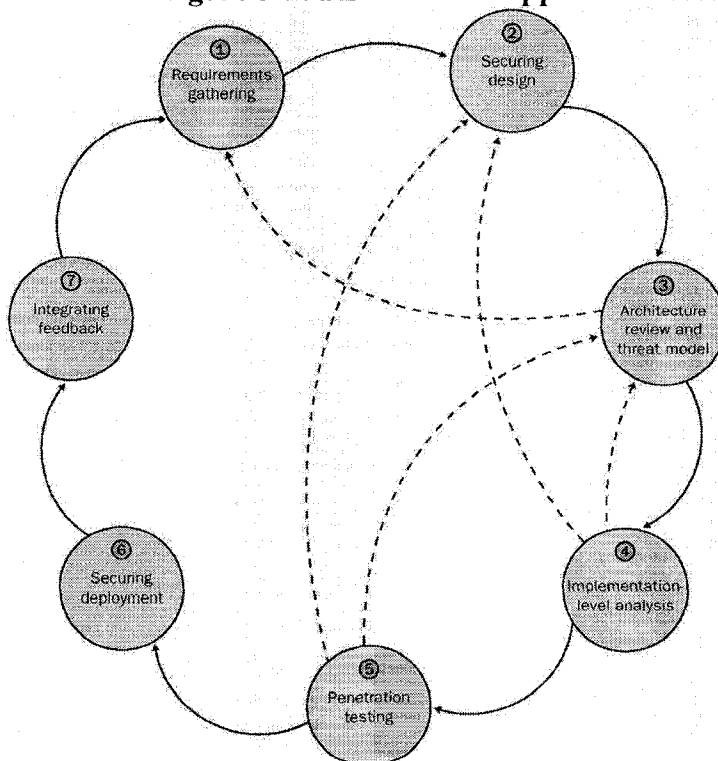 ①
Requirements
gathering
②
Securing
design
③
Architecture
review and
threat model
④
Implementation-
level analysis
⑤
Penetration
testing
⑥
Securing
deployment
⑦
Integrating
feedback